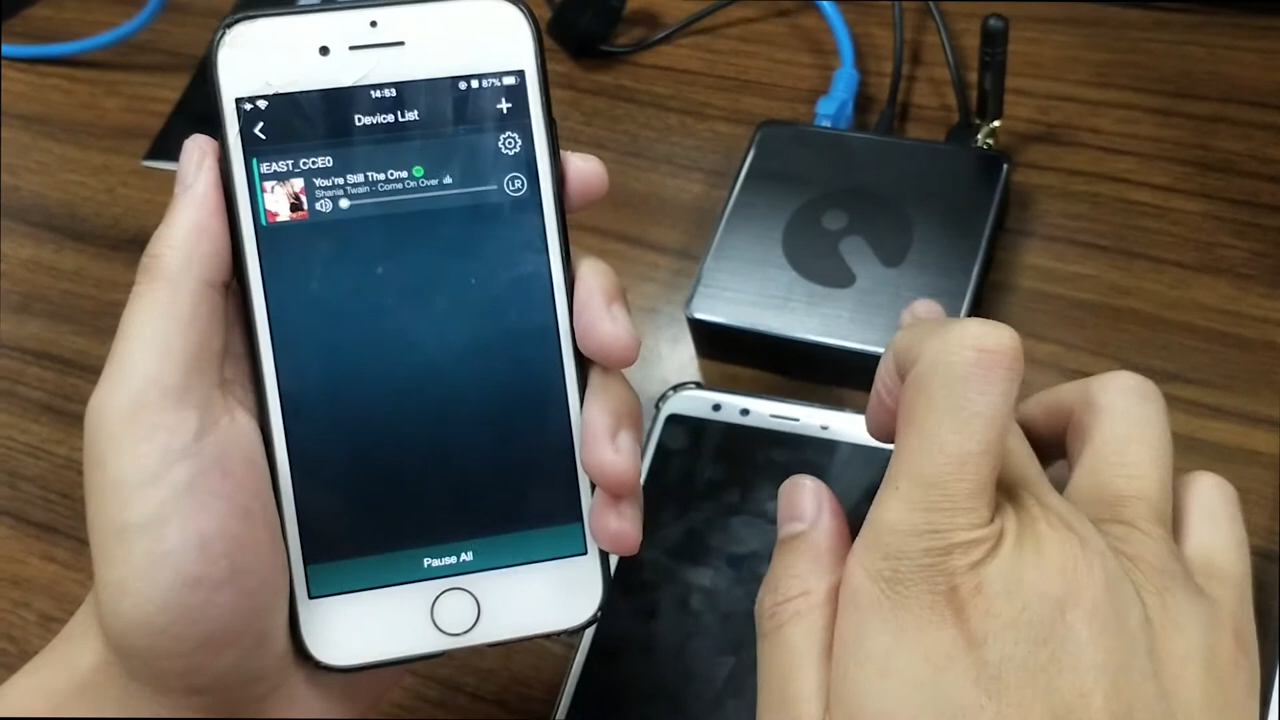 14:53
87%
Device List
iEAST_CCE0
You're Still The One
Shania Twain - Come On Over
LR
Pause All